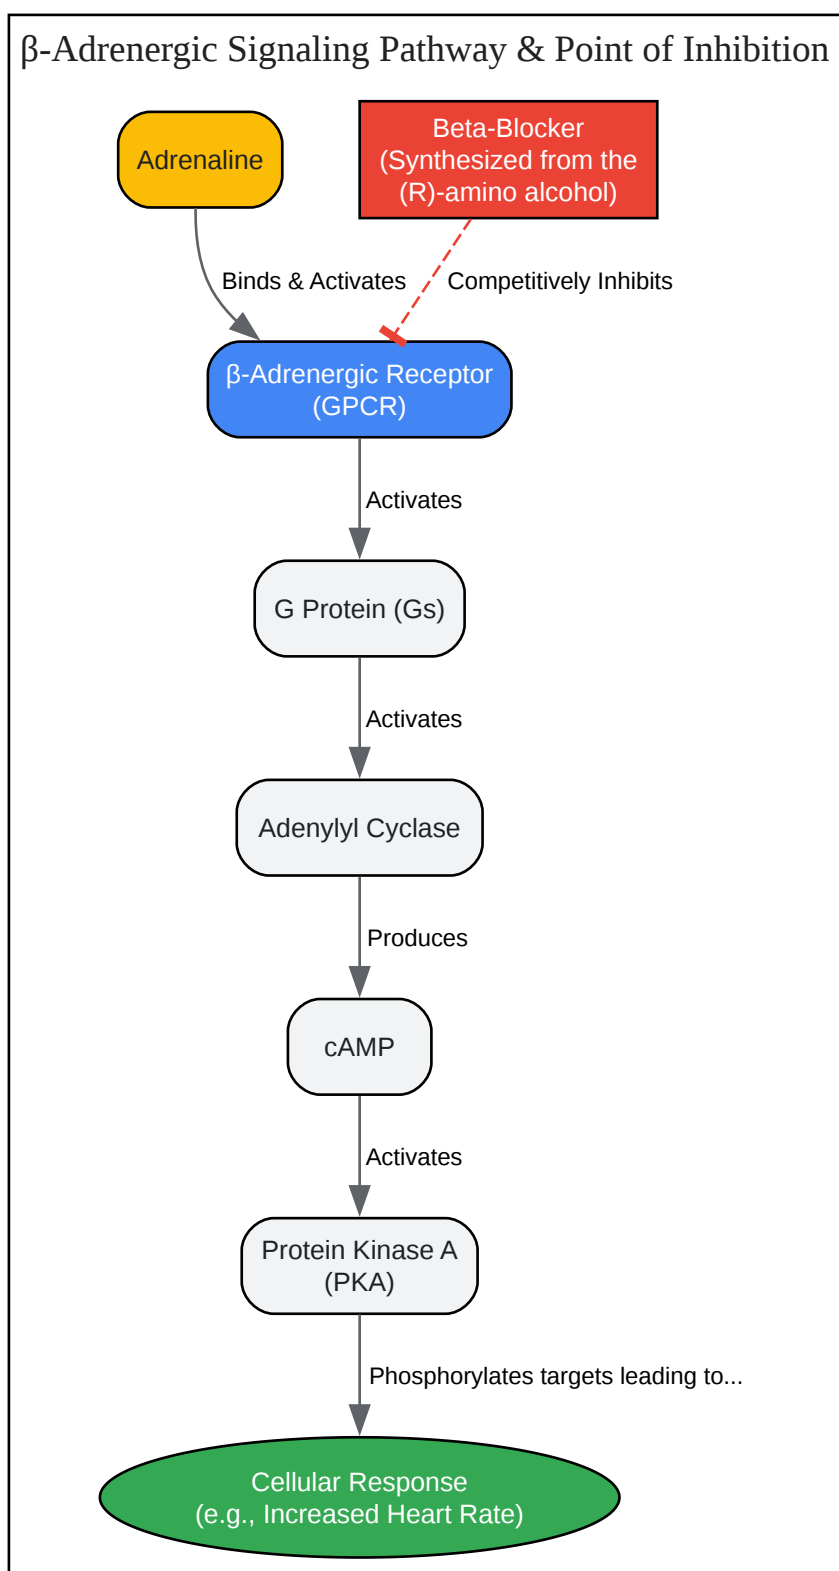 β-Adrenergic Signaling Pathway & Point of Inhibition
Adrenaline
Beta-Blocker
(Synthesized from the
(R)-amino alcohol)
Binds & Activates
Competitively Inhibits
β-Adrenergic Receptor
(GPCR)
Activates
G Protein (Gs)
Activates
Adenylyl Cyclase
Produces
cAMP
Activates
Protein Kinase A
(PKA)
Phosphorylates targets leading to...
Cellular Response
(e.g., Increased Heart Rate)